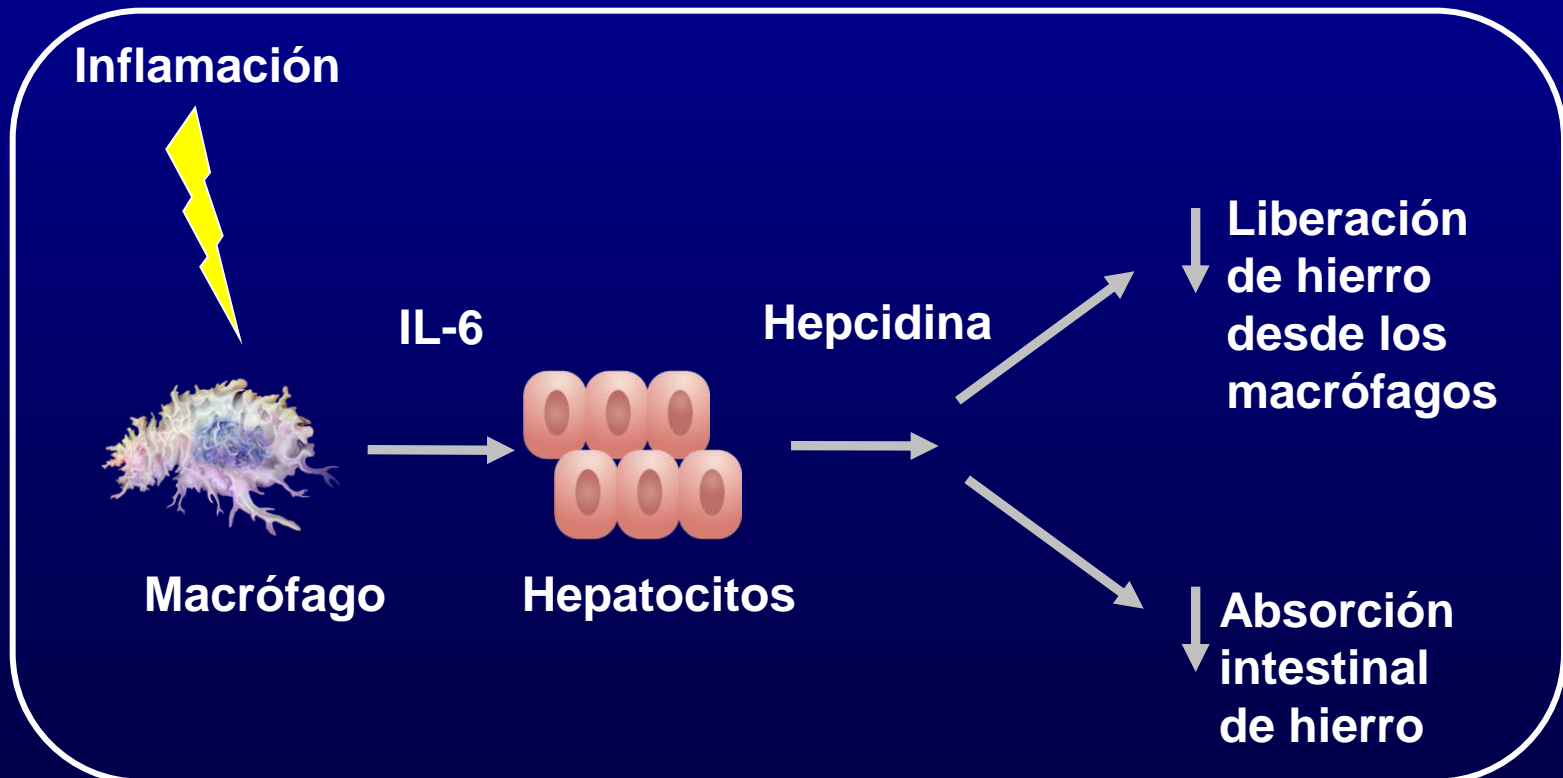 Inflamación
IL-6
Hepcidina
Macrófago
Hepatocitos
Liberación
de hierro
desde los
macrófagos
Absorción
intestinal
de hierro